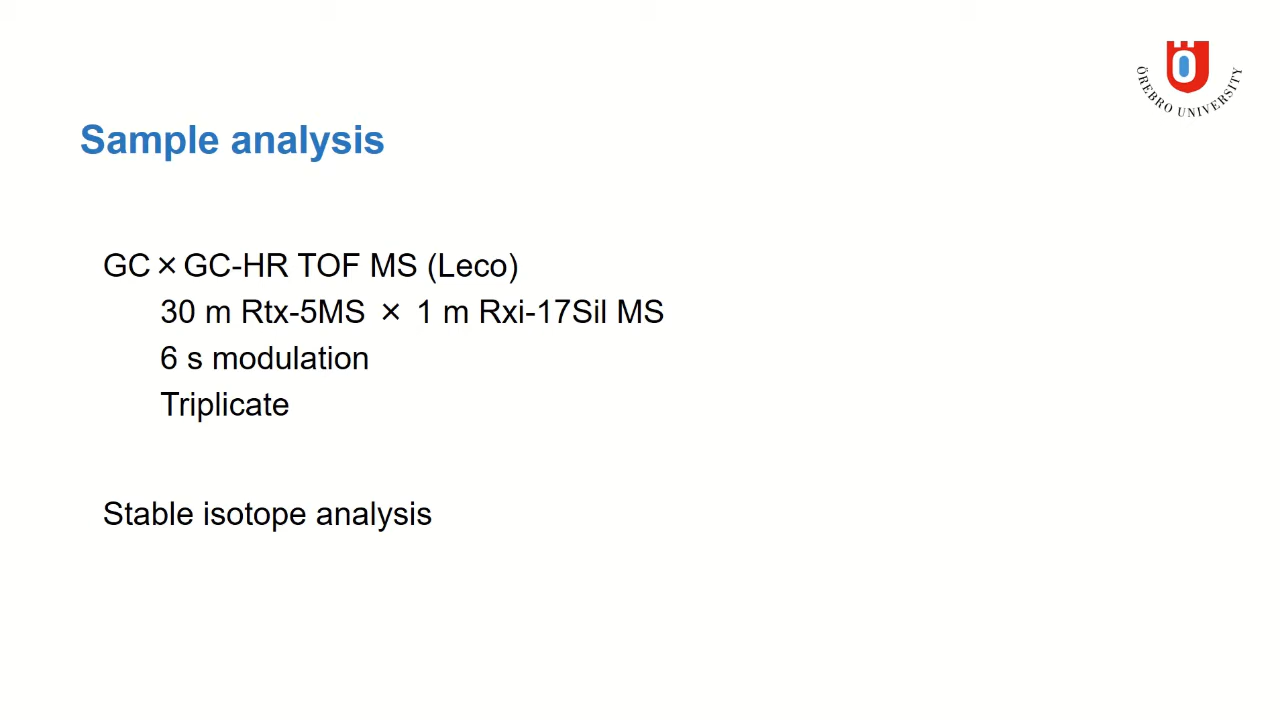 Ö
ÖREBRO UNIVERSITY
Sample analysis
GC × GC-HR TOF MS (Leco)
30 m Rtx-5MS × 1 m Rxi-17Sil MS
6 s modulation
Triplicate
Stable isotope analysis